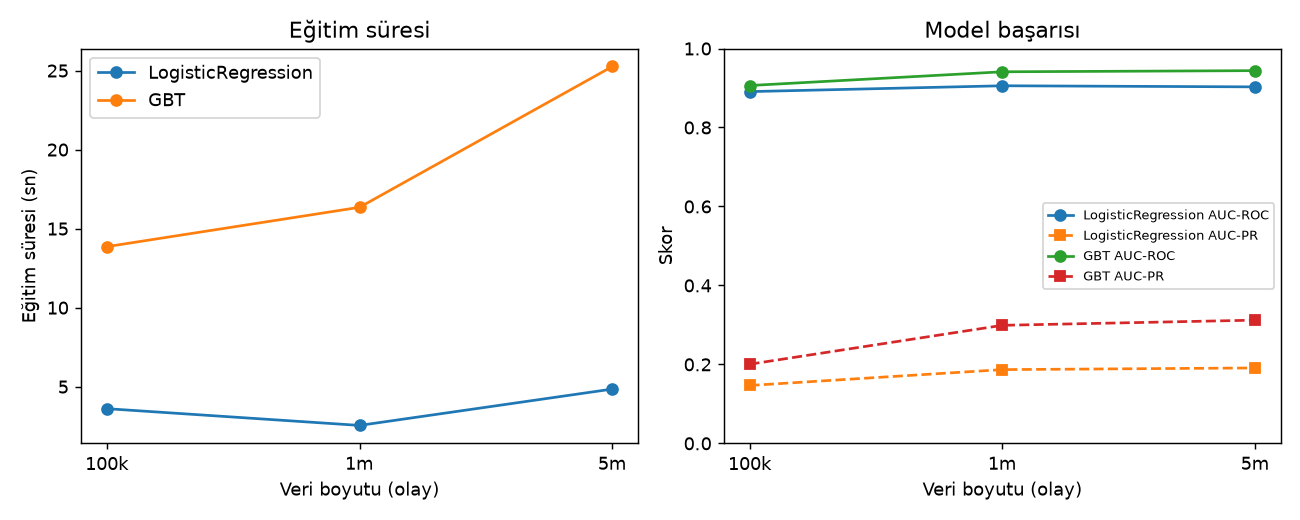 Eğitim süresi
LogisticRegression
GBT
25
20
15
10
5
Eğitim süresi (sn)
100k
1m
5m
Veri boyutu (olay)
Model başarısı
1.0
0.8
0.6
0.4
0.2
0.0
Skor
LogisticRegression AUC-ROC
LogisticRegression AUC-PR
GBT AUC-ROC
GBT AUC-PR
100k
1m
5m
Veri boyutu (olay)